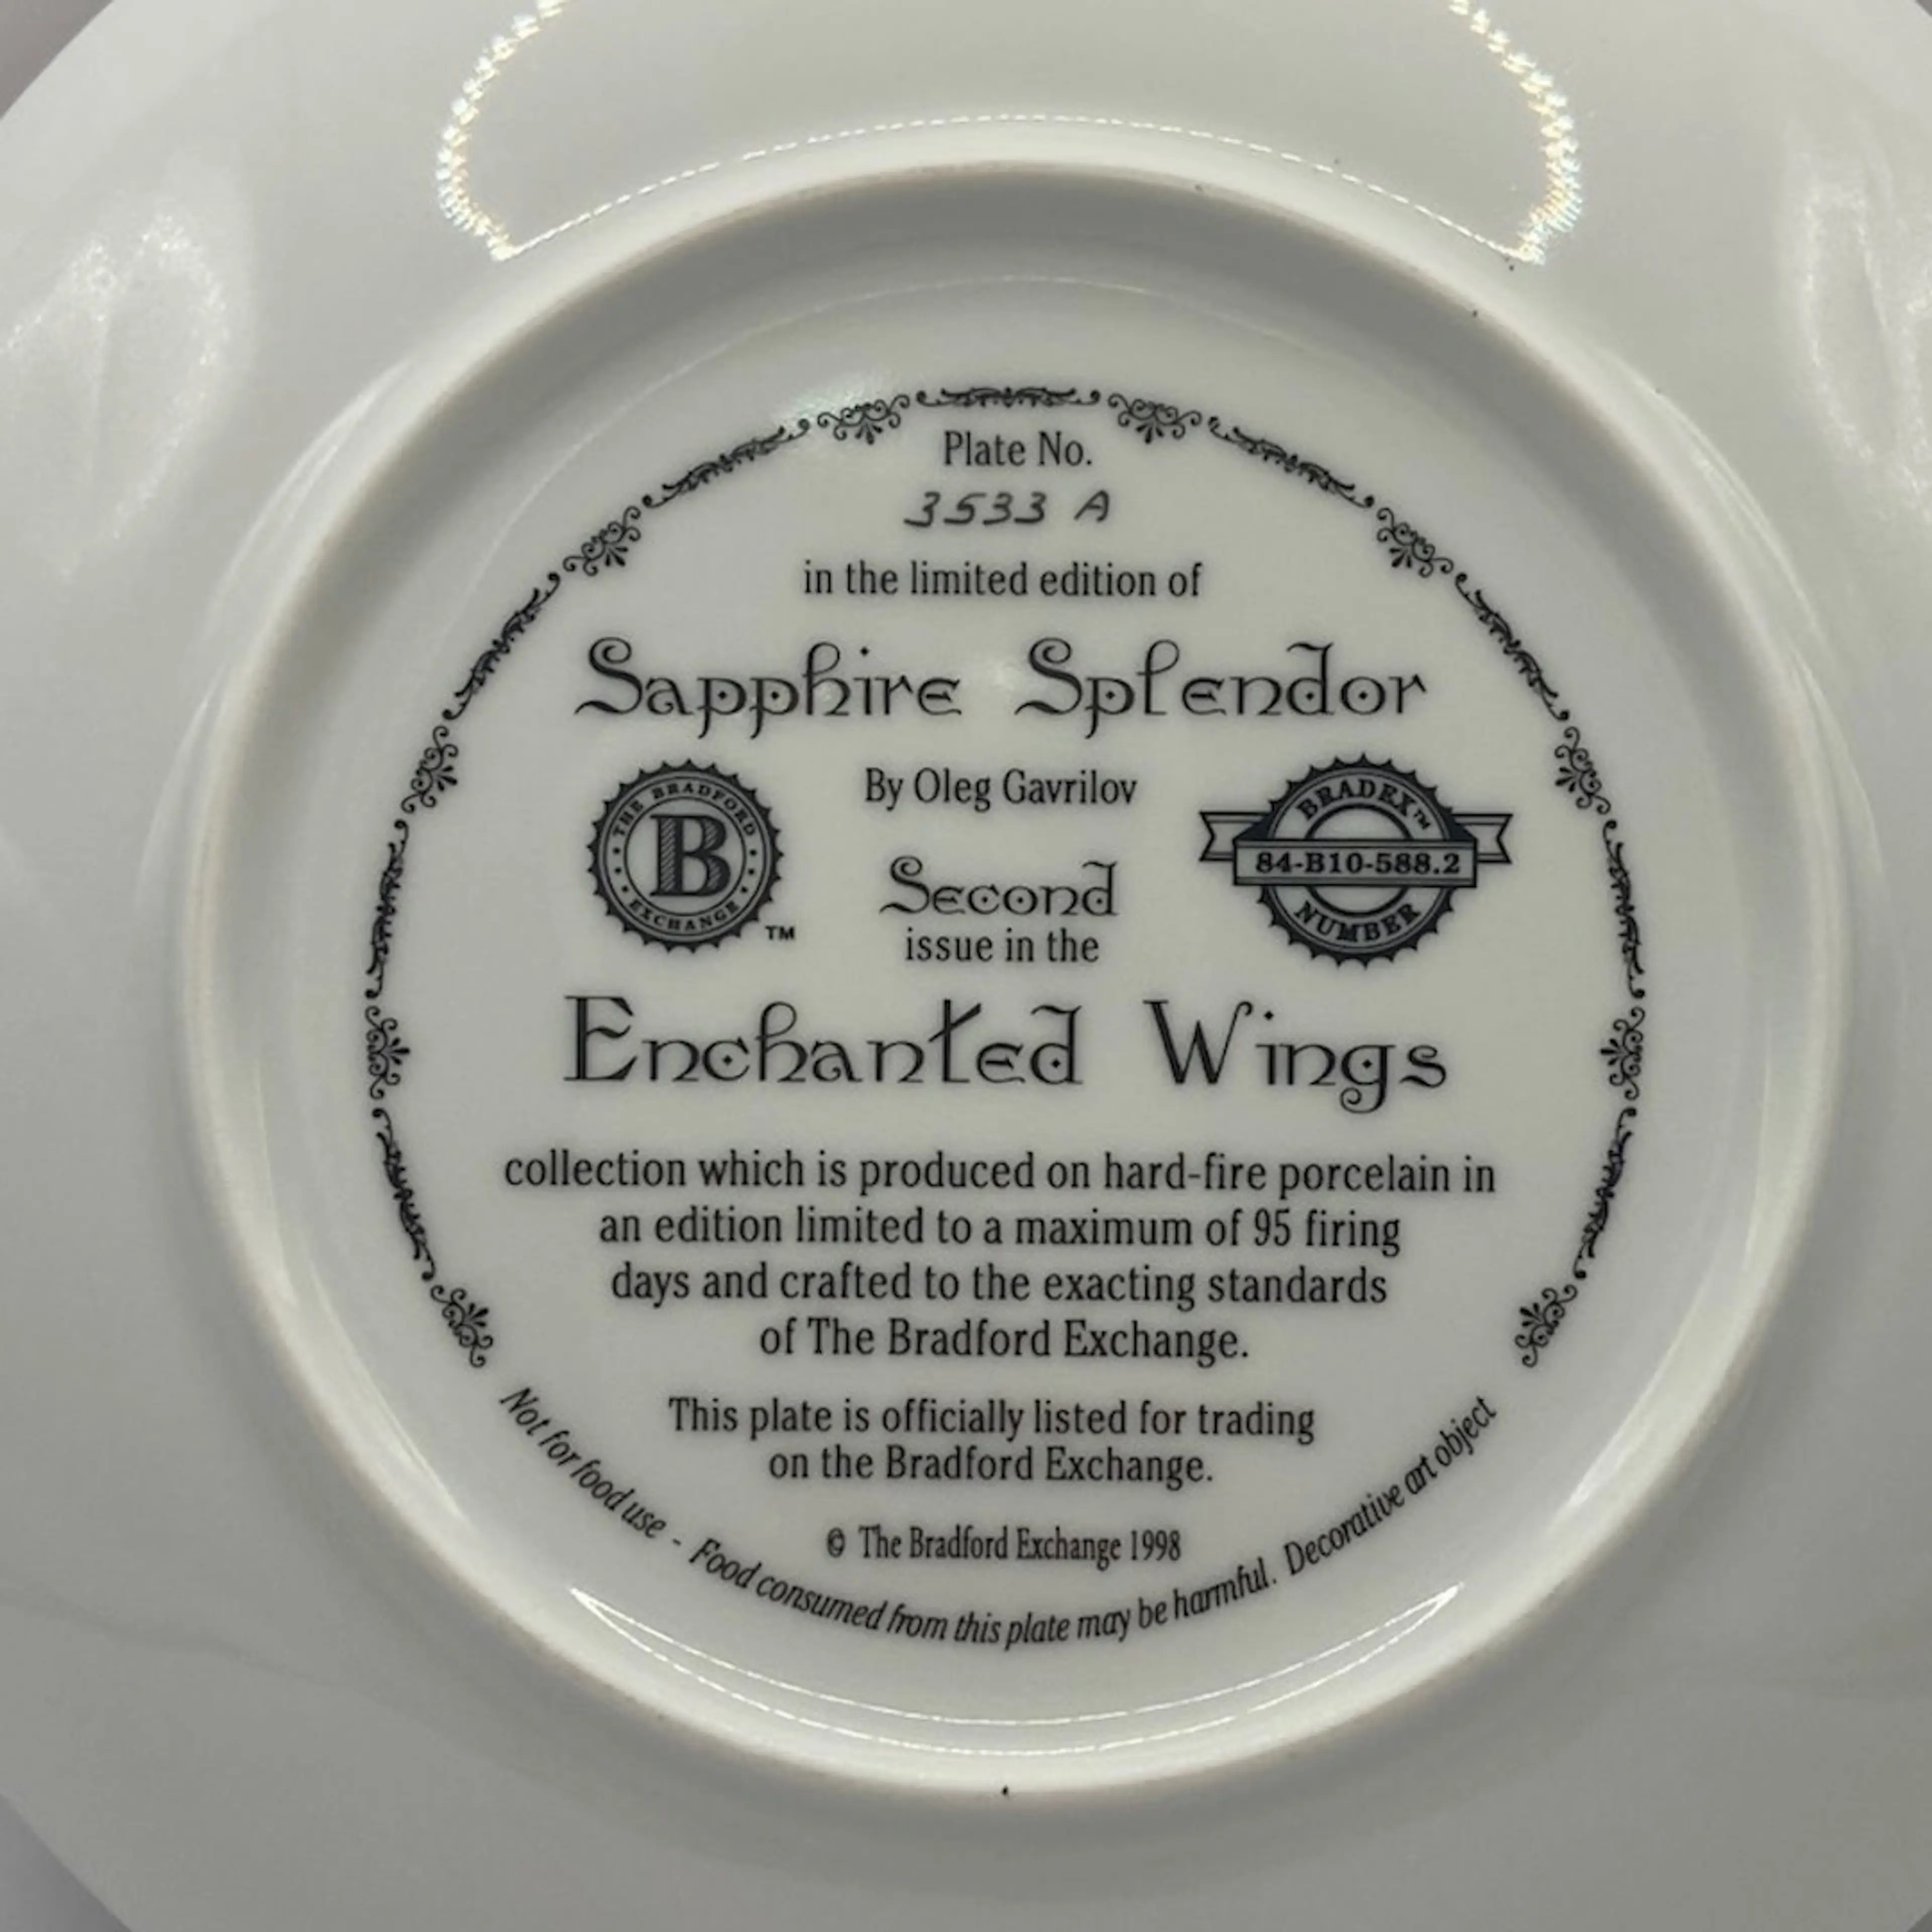 Plate No.
3533 A
in the limited edition of
Sapphire Splendor
By Oleg Gavrilov
THE BRADFORD
B
EXCHANGE
TM
BRADEX™
84-B10-588.2
NUMBER
Second
issue in the
Enchanted Wings
collection which is produced on hard-fire porcelain in
an edition limited to a maximum of 95 firing
days and crafted to the exacting standards
of The Bradford Exchange.
This plate is officially listed for trading
on the Bradford Exchange.
© The Bradford Exchange 1998
Not for food use - Food consumed from this plate may be harmful. Decorative art object